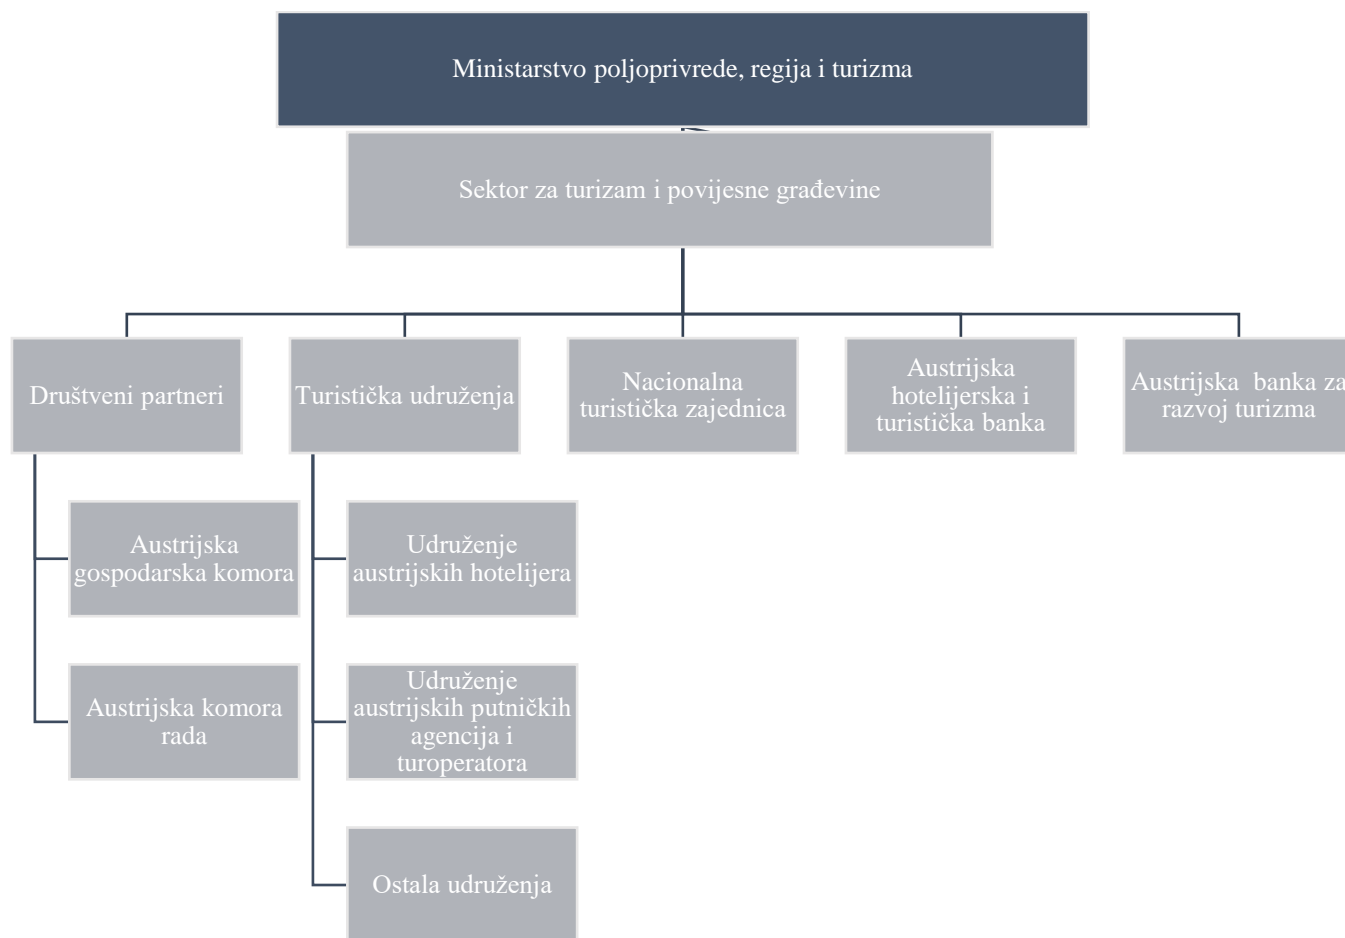 Ministarstvo poljoprivrede, regija i turizma
Sektor za turizam i povijesne građevine
Društveni partneri
Turistička udruženja
Nacionalna
turistička zajednica
Austrijska
hotelijerska i
turistička banka
Austrijska  banka za
razvoj turizma
Austrijska
gospodarska komora
Austrijska komora
rada
Udruženje
austrijskih hotelijera
Udruženje
austrijskih putničkih
agencija i
turoperatora
Ostala udruženja